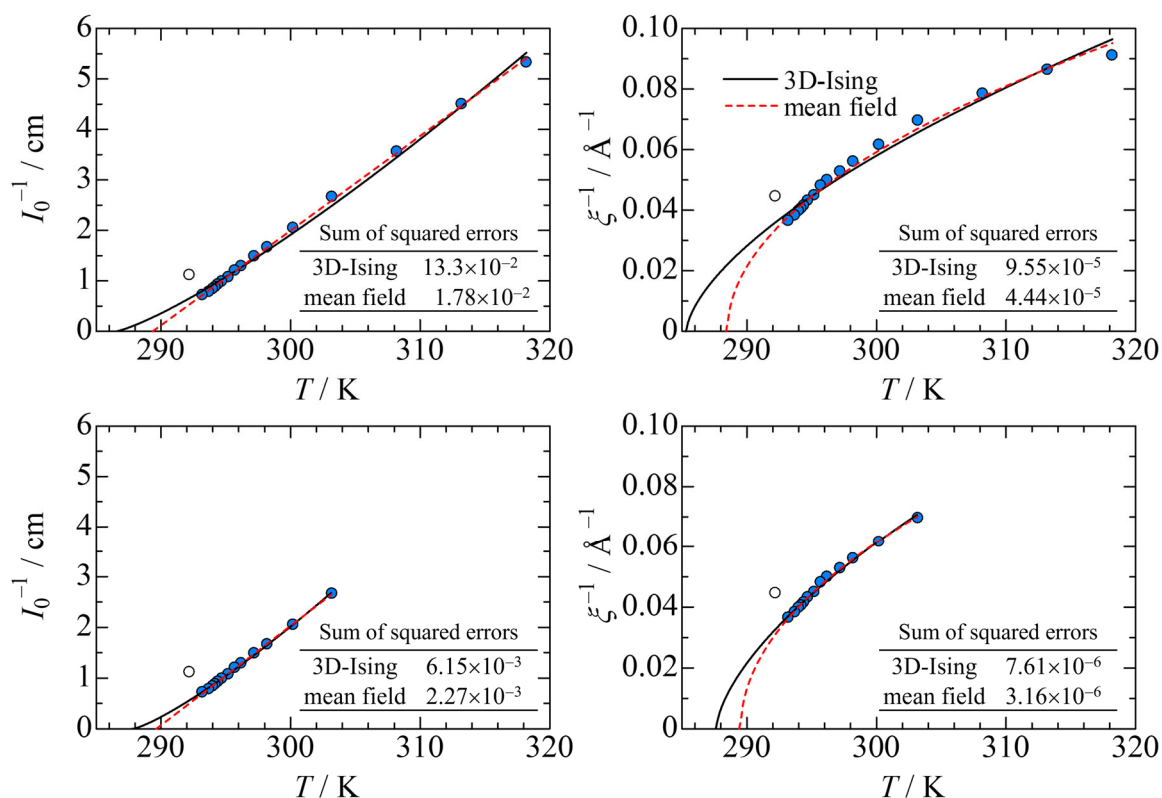 6
5
4
3
2
1
0
I₀⁻¹ / cm
Sum of squared errors
3D-Ising 13.3×10⁻²
mean field 1.78×10⁻²
290 300 310 320
T / K
0.10
0.08
0.06
0.04
0.02
0
ξ⁻¹ / Å⁻¹
3D-Ising
mean field
Sum of squared errors
3D-Ising 9.55×10⁻⁵
mean field 4.44×10⁻⁵
290 300 310 320
T / K
6
5
4
3
2
1
0
I₀⁻¹ / cm
Sum of squared errors
3D-Ising 6.15×10⁻³
mean field 2.27×10⁻³
290 300 310 320
T / K
0.10
0.08
0.06
0.04
0.02
0
ξ⁻¹ / Å⁻¹
Sum of squared errors
3D-Ising 7.61×10⁻⁶
mean field 3.16×10⁻⁶
290 300 310 320
T / K